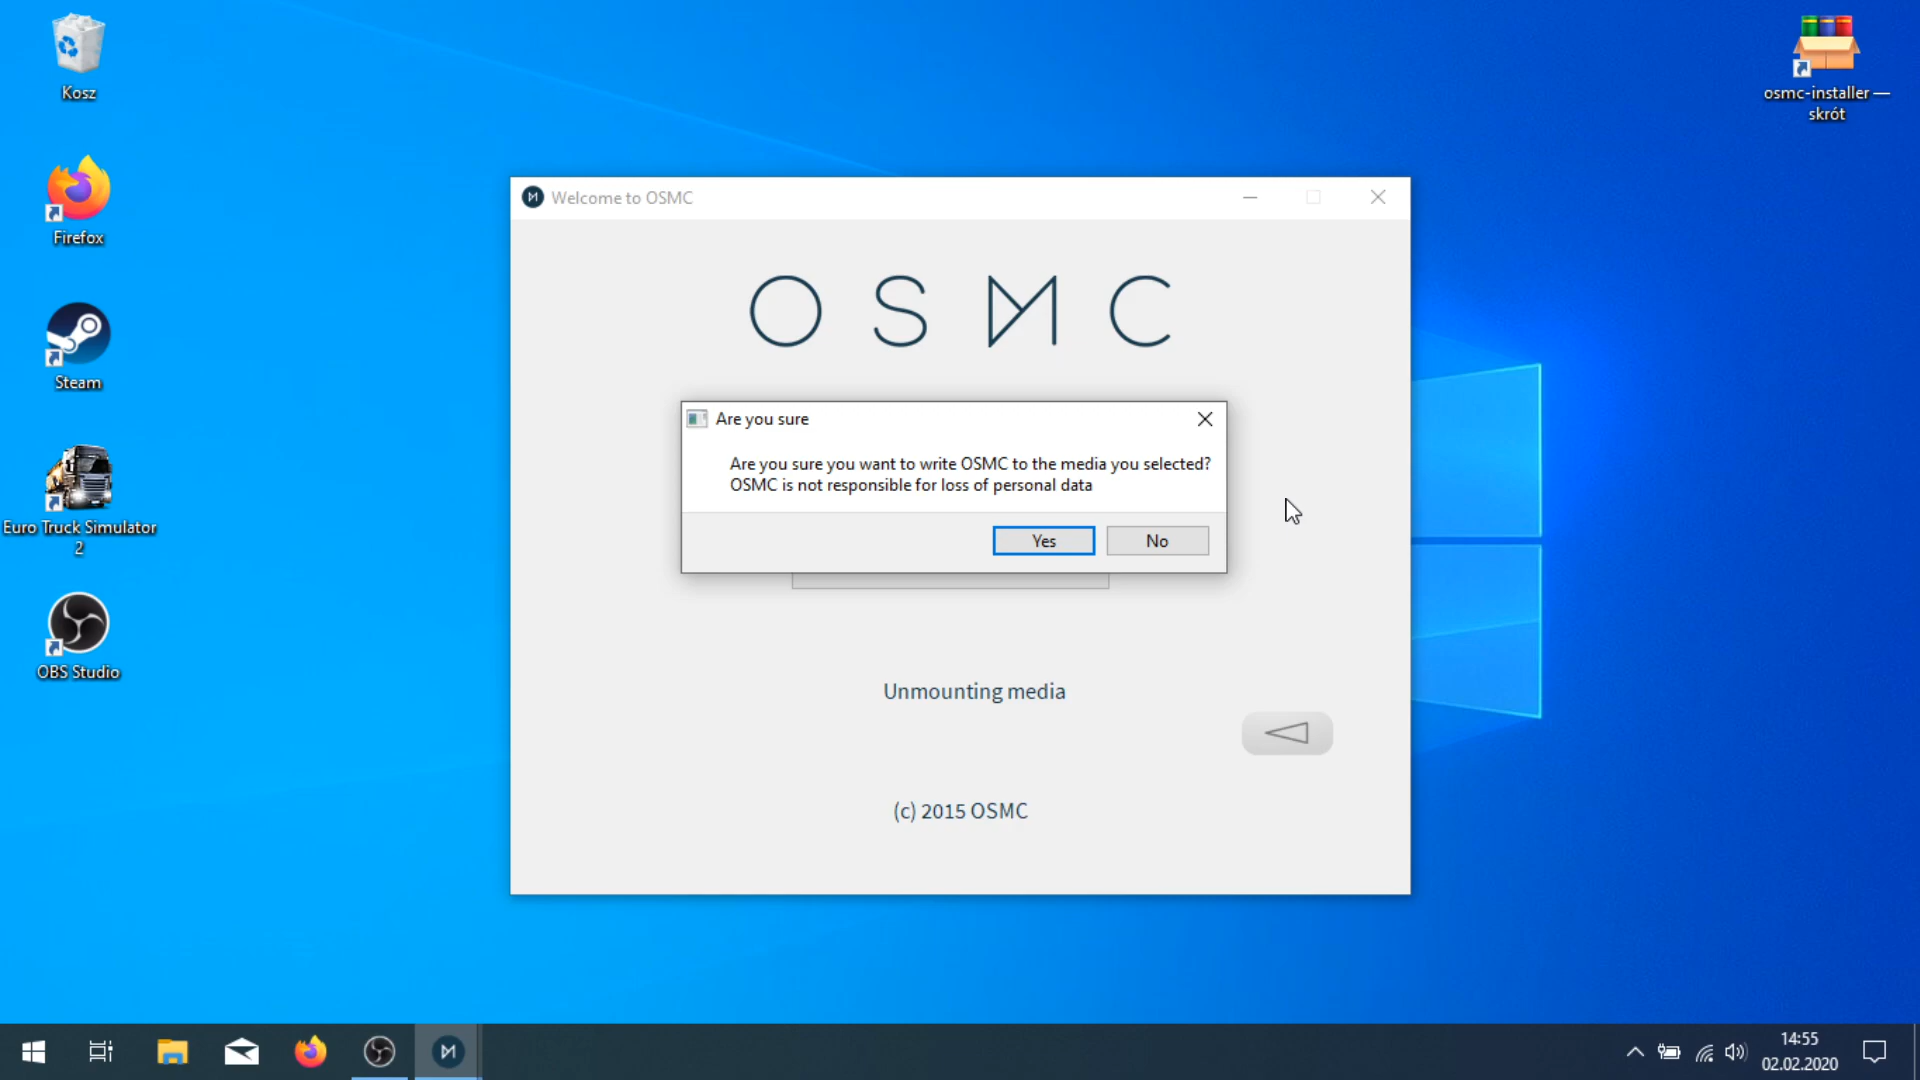 Kosz
osmc-installer —
skrót
Firefox
Steam
Euro Truck Simulator
2
OBS Studio
Welcome to OSMC
OSMC
Are you sure
Are you sure you want to write OSMC to the media you selected?
OSMC is not responsible for loss of personal data
Yes
No
Unmounting media
(c) 2015 OSMC
14:55
02.02.2020